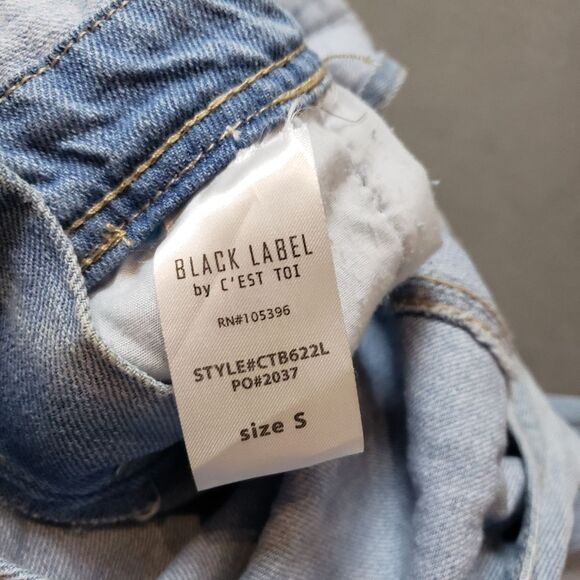 BLACK LABEL
by C'EST TOI
RN#105396
STYLE#CTB622L
PO#2037
size S